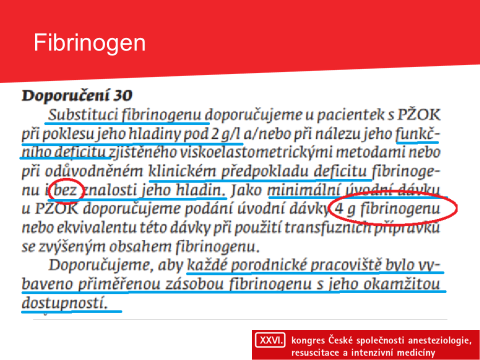 Fibrinogen
Doporučení 30
Substituci fibrinogenu doporučujeme u pacientek s PŽOK
při poklesu jeho hladiny pod 2 g/l a/nebo při nálezu jeho funkč-
ního deficitu zjištěného viskoelastometrickými metodami nebo
při odůvodněném klinickém předpokladu deficitu fibrinoge-
nu i bez znalosti jeho hladin. Jako minimální úvodní dávku
u PŽOK doporučujeme podání úvodní dávky 4 g fibrinogenu
nebo ekvivalentu této dávky při použití transfuzních přípravků
se zvýšeným obsahem fibrinogenu.
Doporučujeme, aby každé porodnické pracoviště bylo vy-
baveno přiměřenou zásobou fibrinogenu s jeho okamžitou
dostupností.
XXVI. kongres České společnosti anesteziologie,
resuscitace a intenzivní medicíny